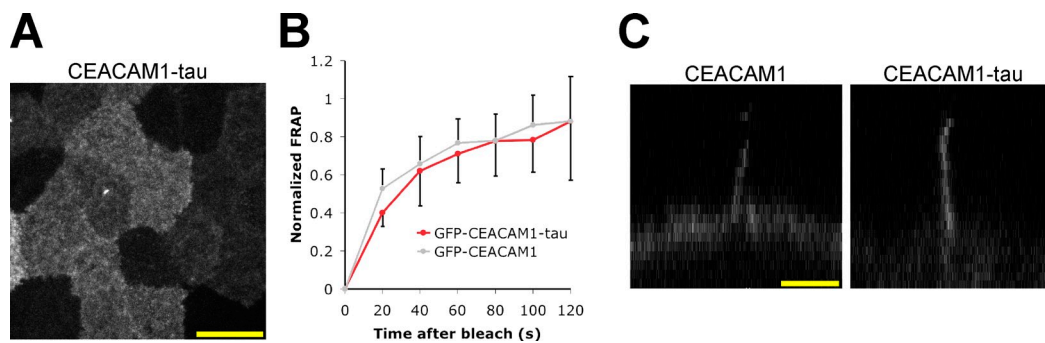 A
CEACAM1-tau
B
1.2
1
0.8
0.6
0.4
0.2
0
Normalized FRAP
GFP-CEACAM1-tau
GFP-CEACAM1
0 20 40 60 80 100 120
Time after bleach (s)
C
CEACAM1
CEACAM1-tau